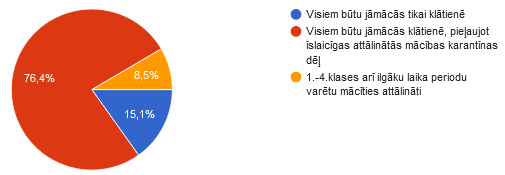 Visiem būtu jāmācās tikai klātienē
Visiem būtu jāmācās klātienē, pieļaujot
īslaicīgas attālinātās mācības karantīnas
dēļ
1.-4.klases arī ilgāku laika periodu
varētu mācīties attālināti
76,4%
8,5%
15,1%